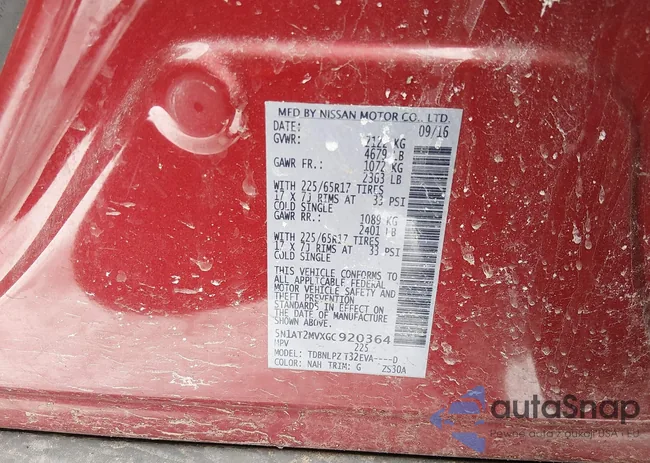 MFD BY NISSAN MOTOR CO., LTD.
DATE: 09/16
GVWR: 2122 KG
4679 LB
GAWR FR.: 1072 KG
2363 LB
WITH 225/65R17 TIRES
17 X 7J RIMS AT 33 PSI
COLD SINGLE
GAWR RR.: 1089 KG
2401 LB
WITH 225/65R17 TIRES
17 X 7J RIMS AT 33 PSI
COLD SINGLE
THIS VEHICLE CONFORMS TO
ALL APPLICABLE FEDERAL
MOTOR VEHICLE SAFETY AND
THEFT PREVENTION
STANDARDS IN EFFECT ON
THE DATE OF MANUFACTURE
SHOWN ABOVE.
5N1AT2MVXGC920364
MPV 225
MODEL: TDBNLPZ T32EVA----D
COLOR: NAH TRIM: G ZS30A
autoSnap